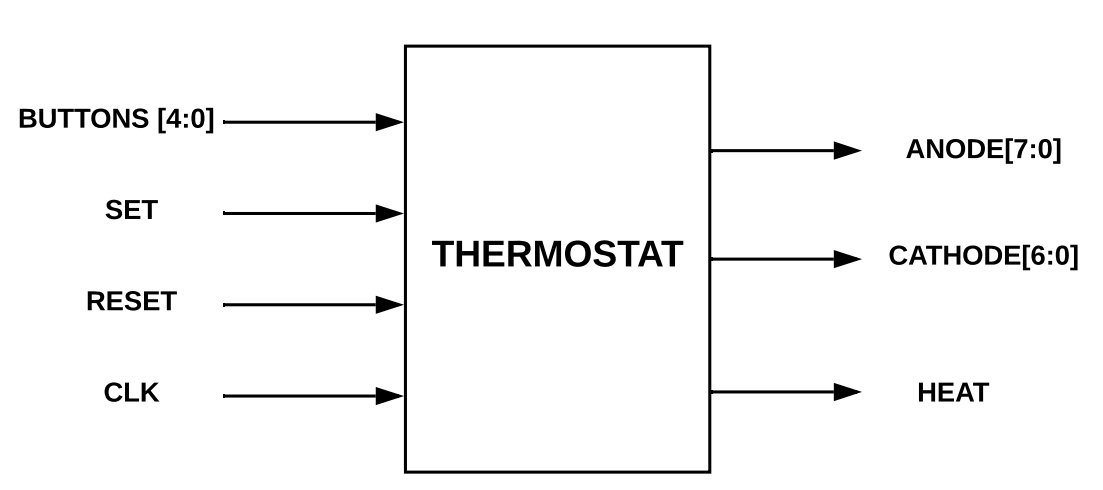 BUTTONS [4:0]
SET
RESET
CLK
THERMOSTAT
ANODE[7:0]
CATHODE[6:0]
HEAT